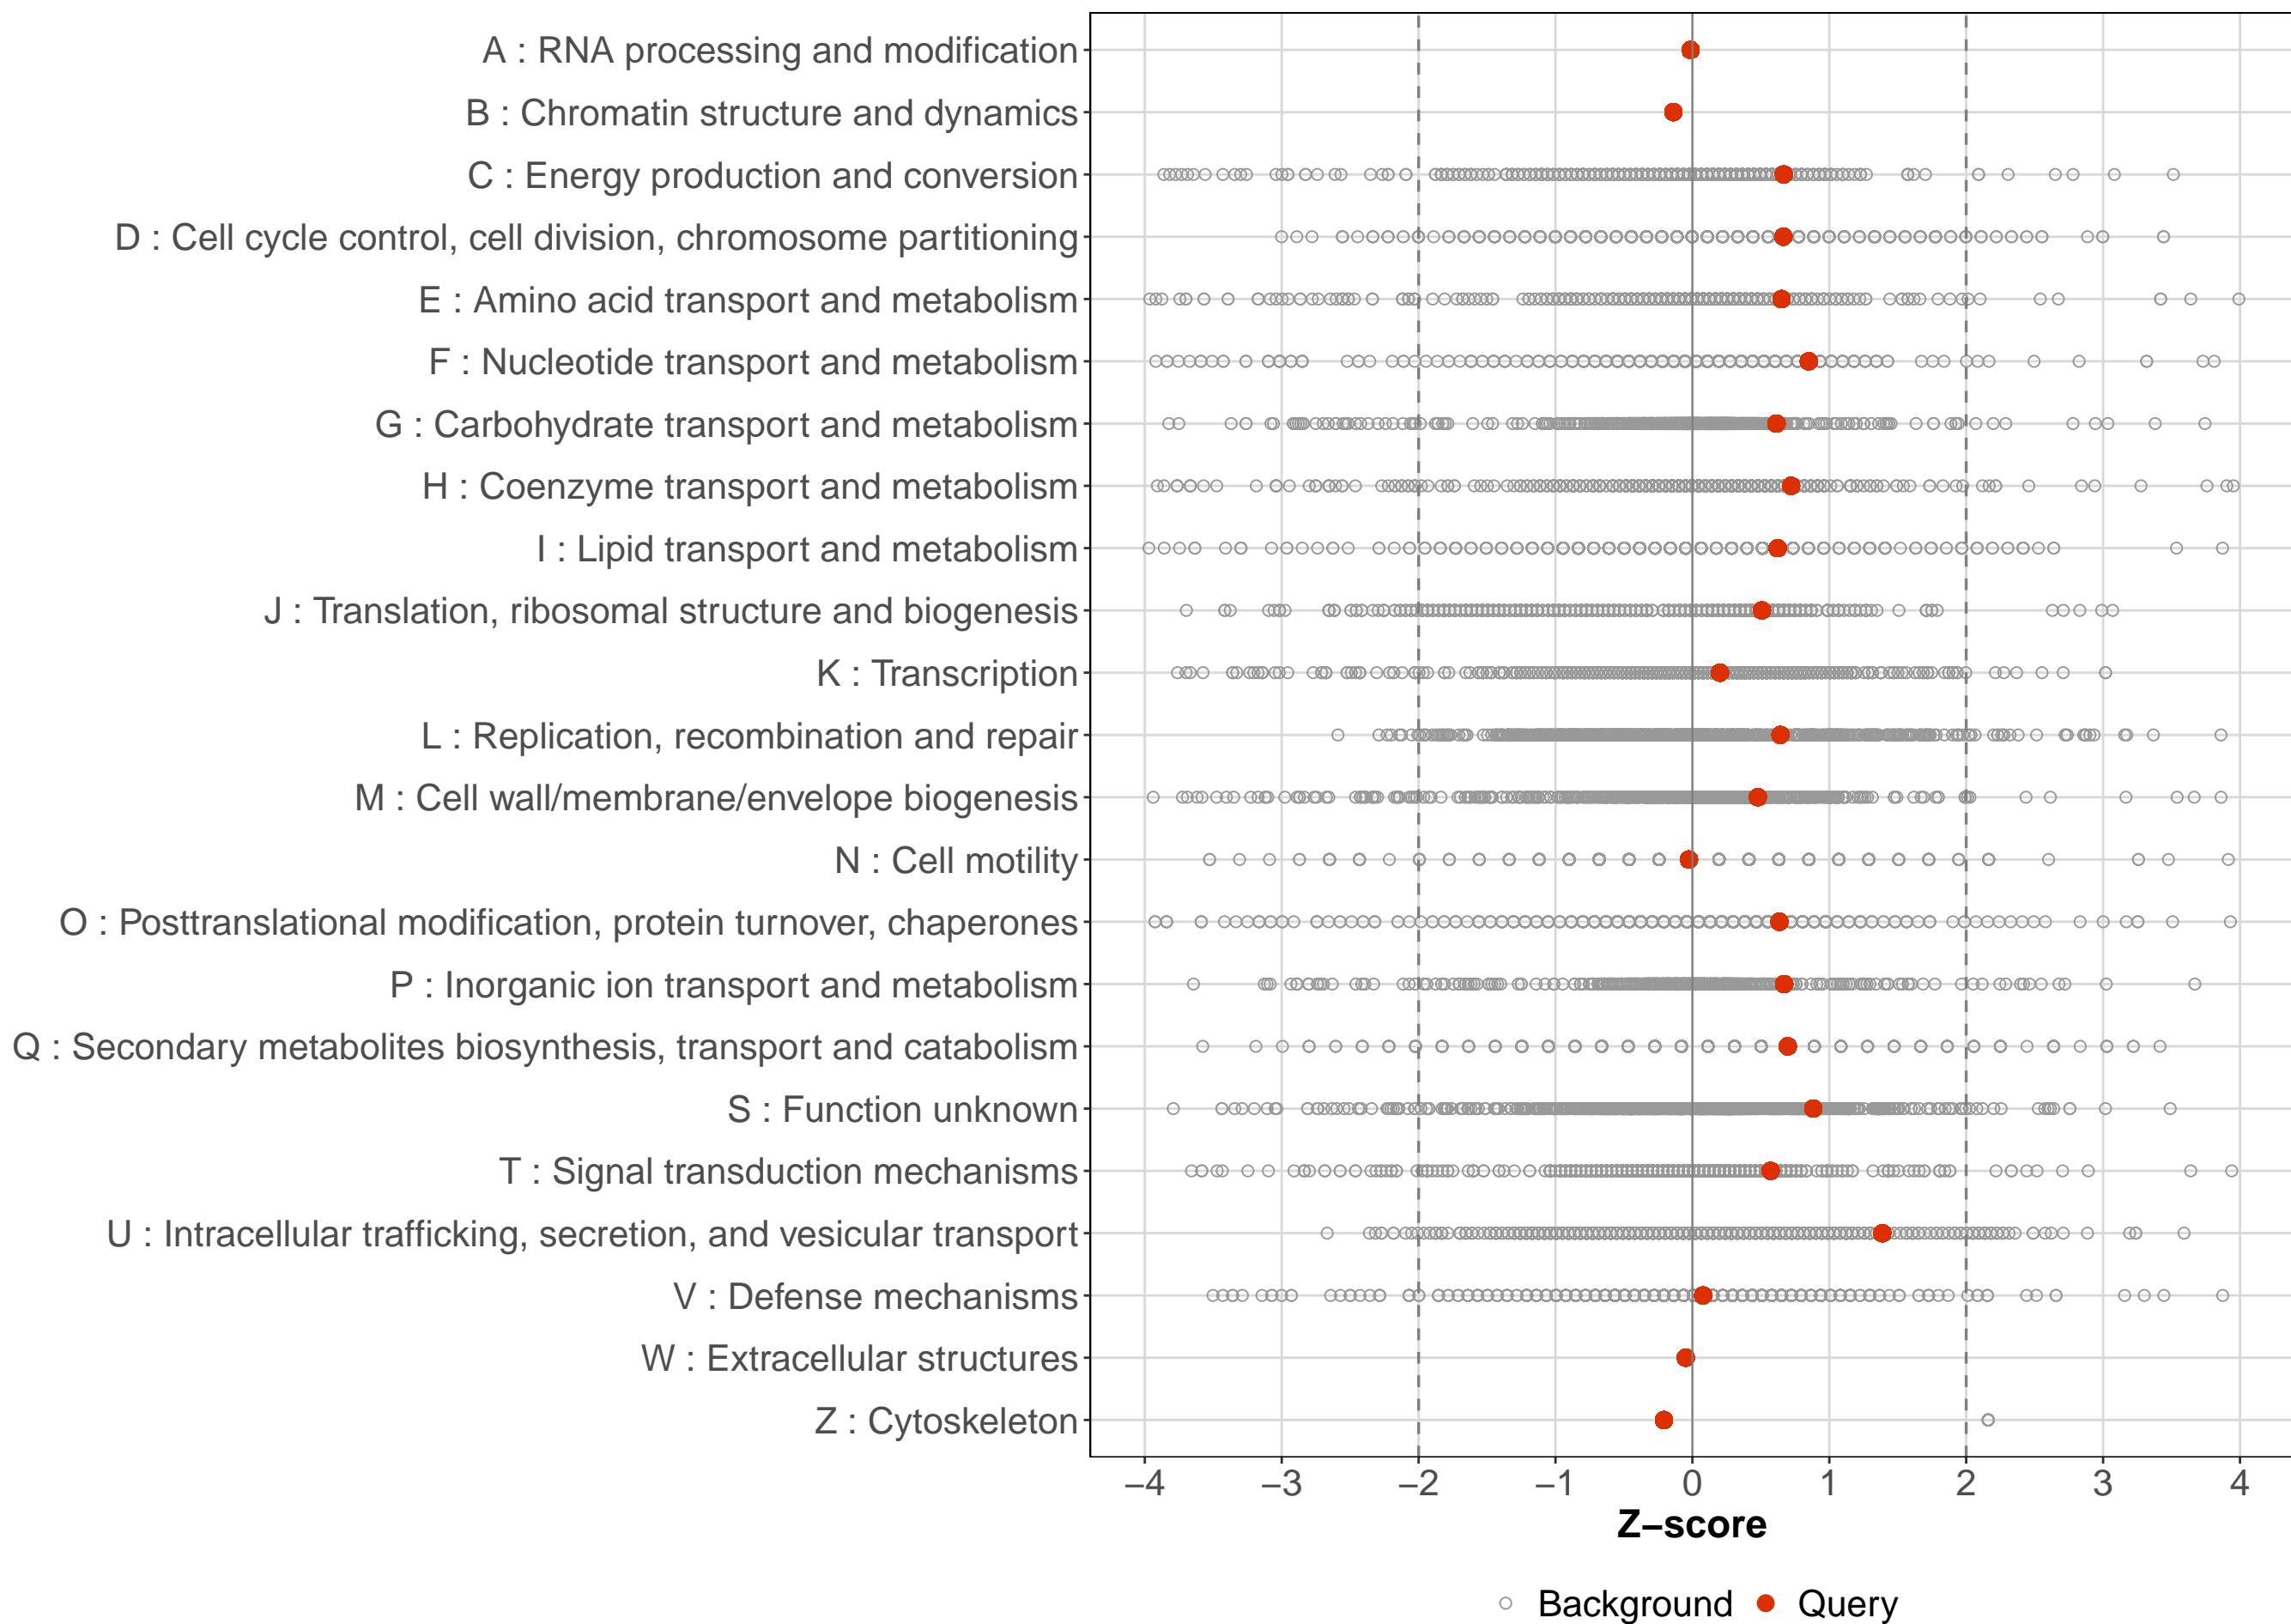 A : RNA processing and modification
B : Chromatin structure and dynamics
C : Energy production and conversion
D : Cell cycle control, cell division, chromosome partitioning
E : Amino acid transport and metabolism
F : Nucleotide transport and metabolism
G : Carbohydrate transport and metabolism
H : Coenzyme transport and metabolism
I : Lipid transport and metabolism
J : Translation, ribosomal structure and biogenesis
K : Transcription
L : Replication, recombination and repair
M : Cell wall/membrane/envelope biogenesis
N : Cell motility
O : Posttranslational modification, protein turnover, chaperones
P : Inorganic ion transport and metabolism
Q : Secondary metabolites biosynthesis, transport and catabolism
S : Function unknown
T : Signal transduction mechanisms
U : Intracellular trafficking, secretion, and vesicular transport
V : Defense mechanisms
W : Extracellular structures
Z : Cytoskeleton
−4 −3 −2 −1 0 1 2 3 4
Z−score
Background Query